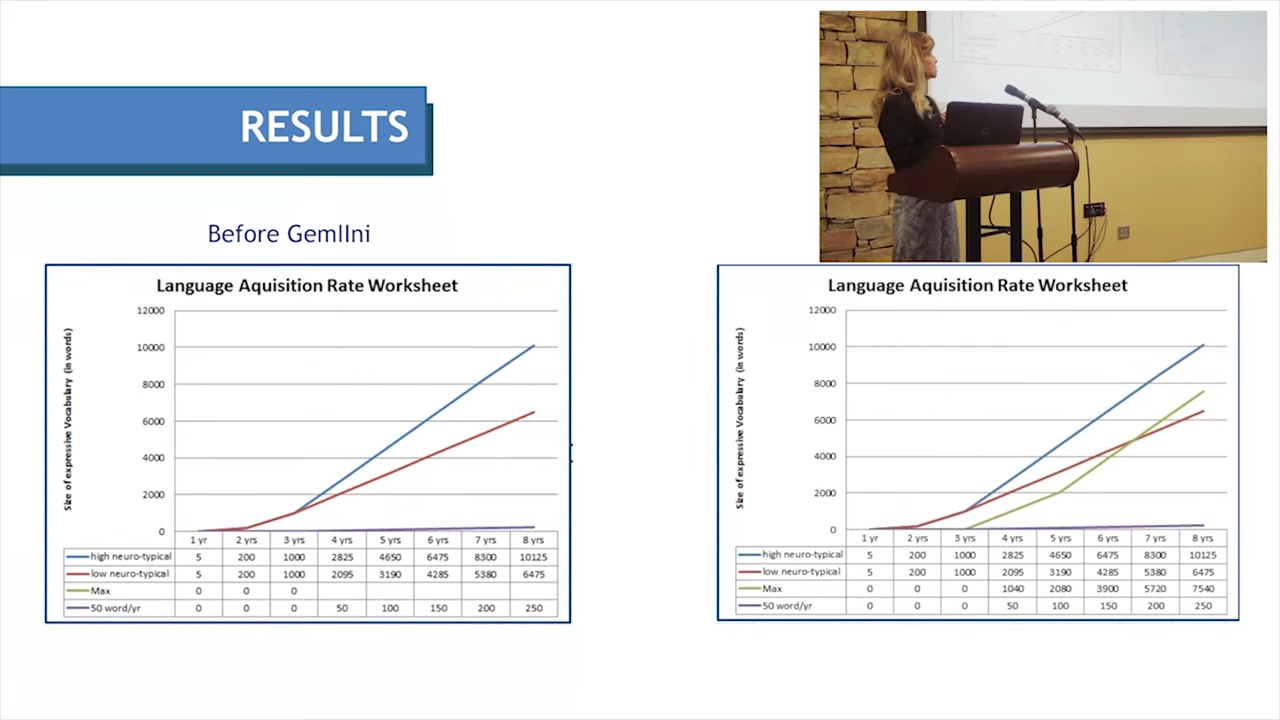 RESULTS
Before GemIIni
Language Aquisition Rate Worksheet
Size of expressive Vocabulary (in words)
12000
10000
8000
6000
4000
2000
0
1 yr 2 yrs 3 yrs 4 yrs 5 yrs 6 yrs 7 yrs 8 yrs
high neuro-typical 5 200 1000 2825 4650 6475 8300 10125
low neuro-typical 5 200 1000 2095 3190 4285 5380 6475
Max 0 0 0
50 word/yr 0 0 0 50 100 150 200 250
Language Aquisition Rate Worksheet
Size of expressive Vocabulary (in words)
12000
10000
8000
6000
4000
2000
0
1 yr 2 yrs 3 yrs 4 yrs 5 yrs 6 yrs 7 yrs 8 yrs
high neuro-typical 5 200 1000 2825 4650 6475 8300 10125
low neuro-typical 5 200 1000 2095 3190 4285 5380 6475
Max 0 0 0 1040 2080 3900 5720 7540
50 word/yr 0 0 0 50 100 150 200 250